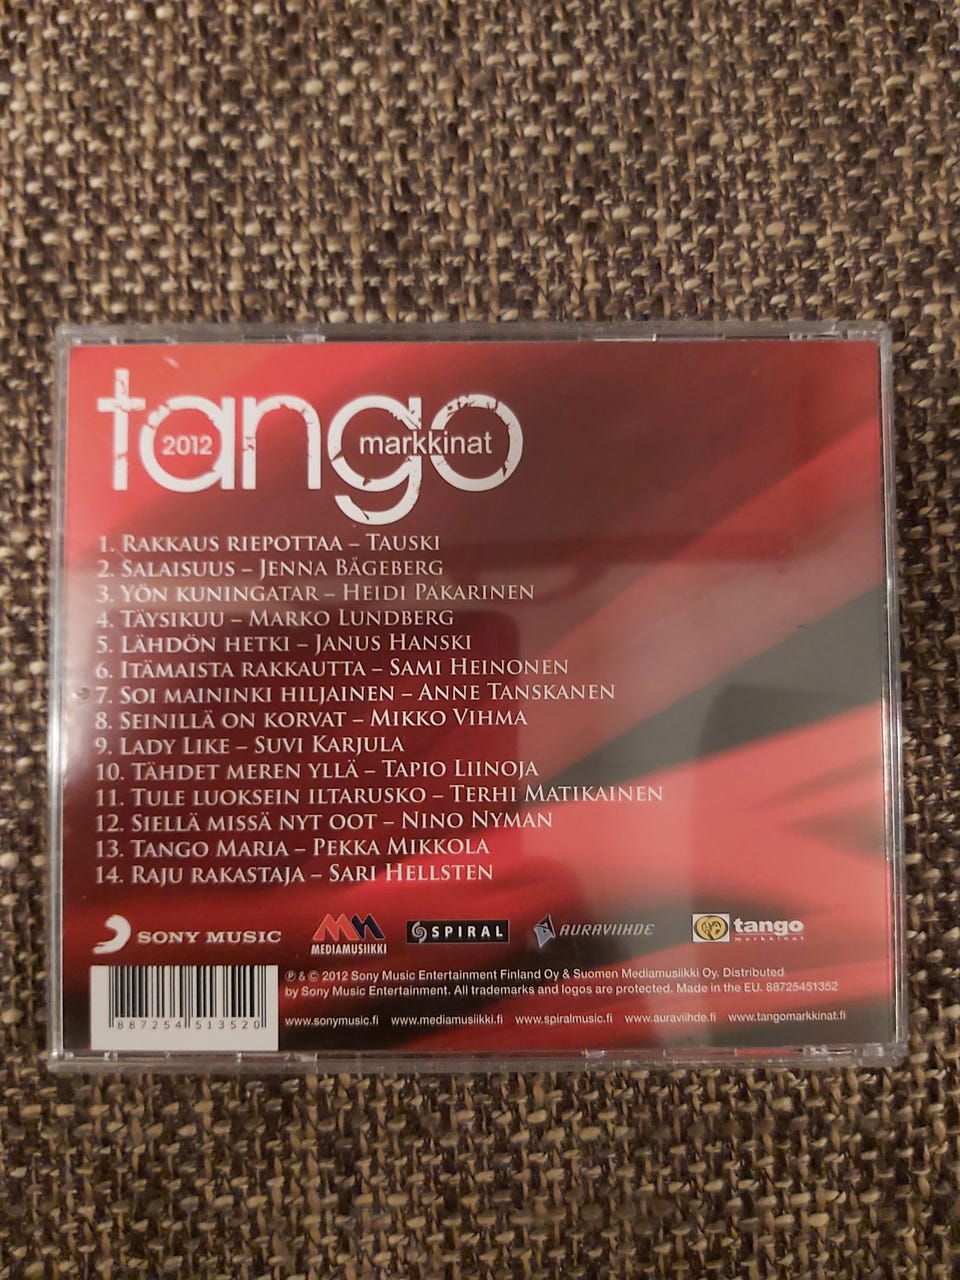 tango
2012 markkinat
1. Rakkaus riepottaa – Tauski
2. Salaisuus – Jenna Bågeberg
3. Yön kuningatar – Heidi Pakarinen
4. Täysikuu – Marko Lundberg
5. Lähdön hetki – Janus Hanski
6. Itämaista rakkautta – Sami Heinonen
7. Soi maininki hiljainen – Anne Tanskanen
8. Seinillä on korvat – Mikko Vihma
9. Lady Like – Suvi Karjula
10. Tähdet meren yllä – Tapio Liinoja
11. Tule luoksein iltarusko – Terhi Matikainen
12. Siellä missä nyt oot – Nino Nyman
13. Tango Maria – Pekka Mikkola
14. Raju rakastaja – Sari Hellsten
SONY MUSIC MEDIAMUSIIKKI SPIRAL AURAVIIHDE tango markkinat
℗ & © 2012 Sony Music Entertainment Finland Oy & Suomen Mediamusiikki Oy. Distributed
by Sony Music Entertainment. All trademarks and logos are protected. Made in the EU. 88725451352
www.sonymusic.fi www.mediamusiikki.fi www.spiralmusic.fi www.auraviihde.fi www.tangomarkkinat.fi
887254 513520